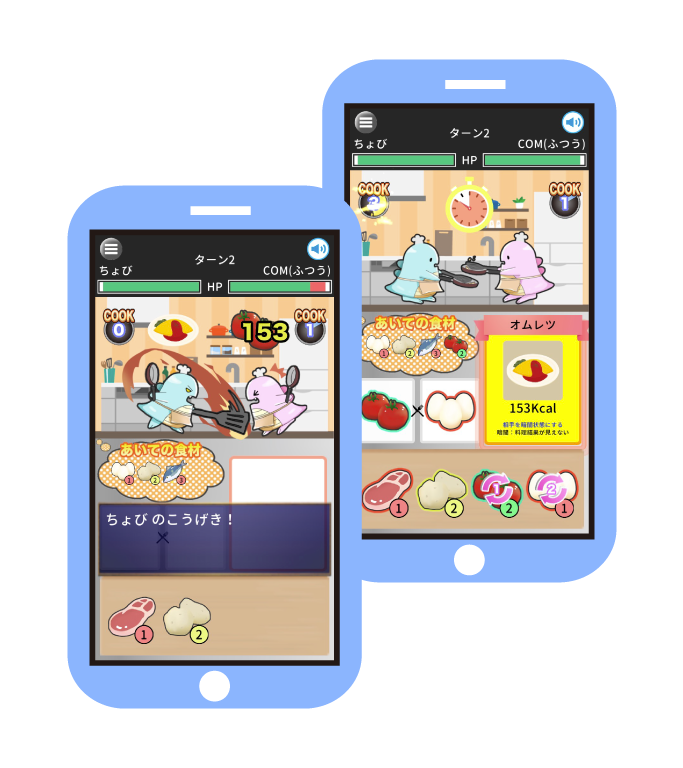 ターン2
ちょび
COM(ふつう)
HP
COOK
COOK
1
あいての食材
1
2
3
2
オムレツ
153Kcal
相手を暗闇状態にする
暗闇：料理結果が見えない
×
1
2
1
2
2
1
ターン2
ちょび
COM(ふつう)
HP
COOK
0
153
COOK
1
あいての食材
1
2
3
ちょび のこうげき！
×
1
2